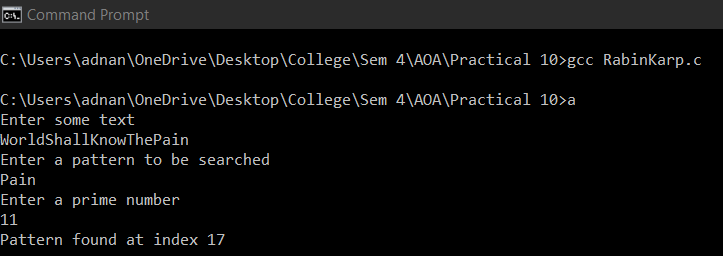 Command Prompt
C:\Users\adnan\OneDrive\Desktop\College\Sem 4\AOA\Practical 10>gcc RabinKarp.c
C:\Users\adnan\OneDrive\Desktop\College\Sem 4\AOA\Practical 10>a
Enter some text
WorldShallKnowThePain
Enter a pattern to be searched
Pain
Enter a prime number
11
Pattern found at index 17